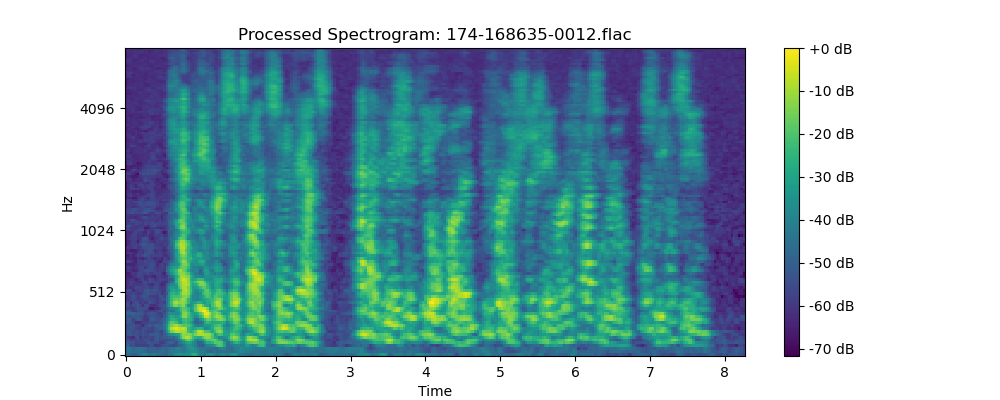 Processed Spectrogram: 174-168635-0012.flac
Hz
4096
2048
1024
512
0
0 1 2 3 4 5 6 7 8
Time
+0 dB
-10 dB
-20 dB
-30 dB
-40 dB
-50 dB
-60 dB
-70 dB